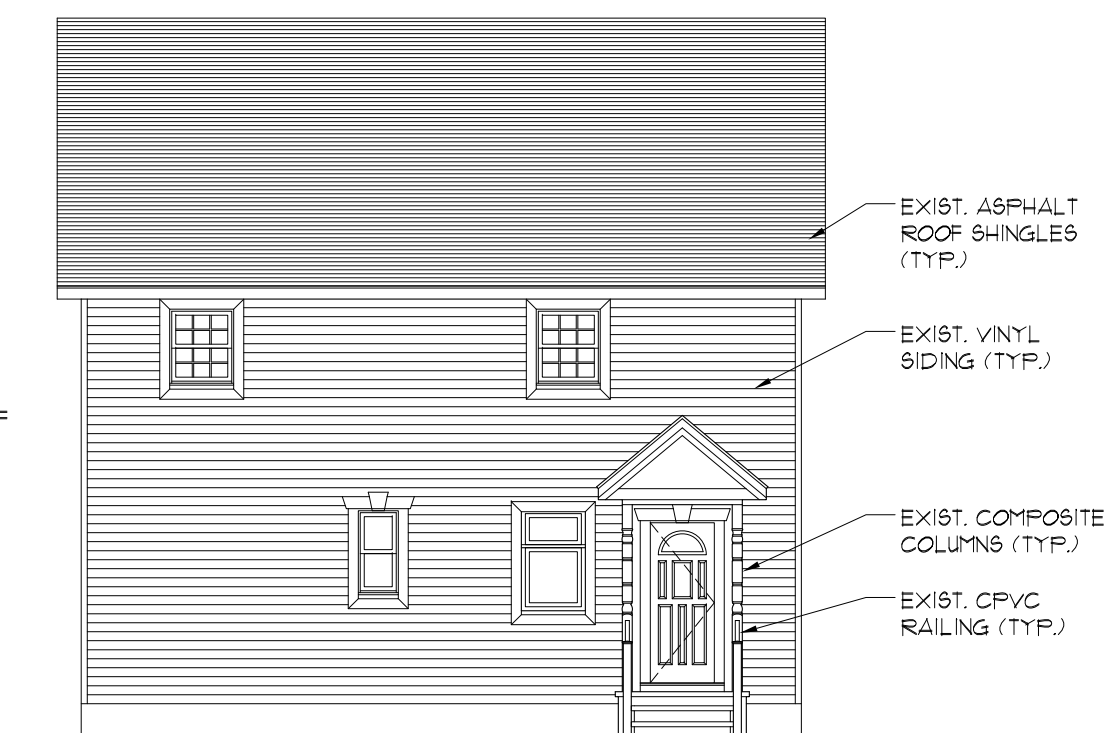 EXIST. ASPHALT
ROOF SHINGLES
(TYP.)
EXIST. VINYL
SIDING (TYP.)
EXIST. COMPOSITE
COLUMNS (TYP.)
EXIST. CPVC
RAILING (TYP.)